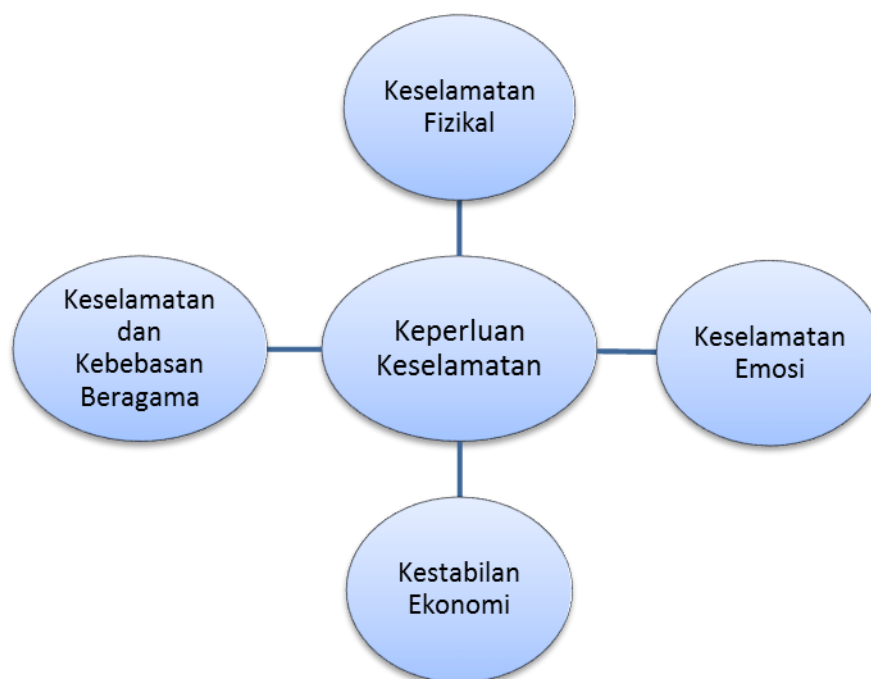 Keselamatan
Fizikal
Keselamatan
dan
Kebebasan
Beragama
Keperluan
Keselamatan
Keselamatan
Emosi
Kestabilan
Ekonomi